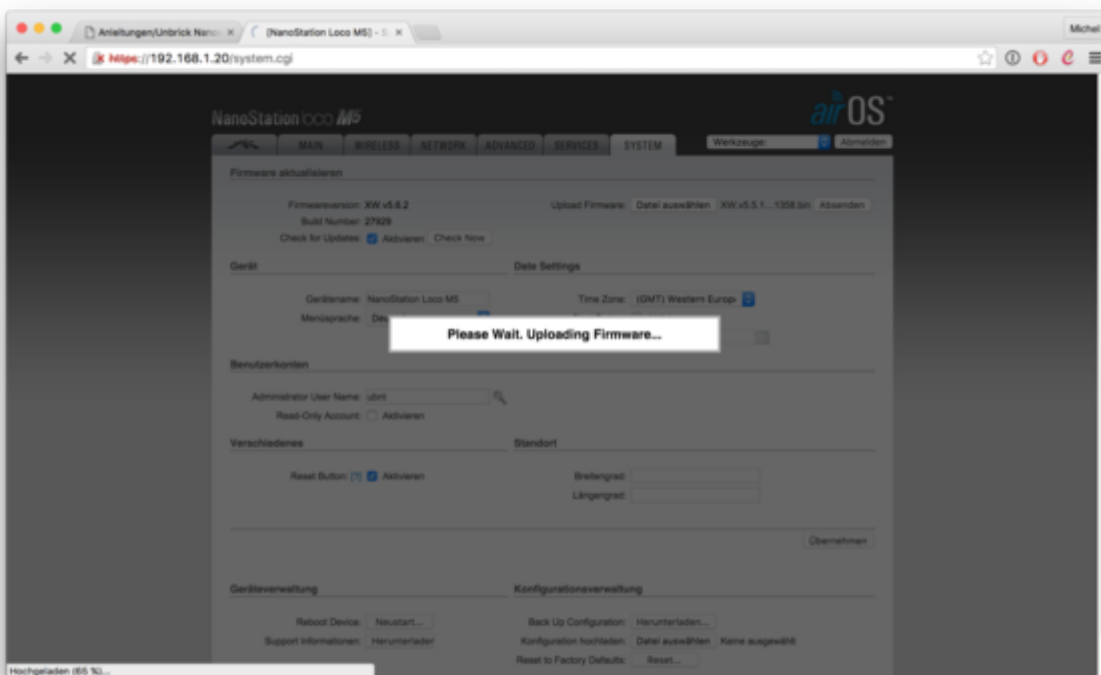 Anleitungen/Unbrick Nano
[NanoStation Loco M5] - S
Michel
https://192.168.1.20/system.cgi
NanoStation loco M5
airOS™
MAIN WIRELESS NETWORK ADVANCED SERVICES SYSTEM
Werkzeuge: Abmelden
Firmware aktualisieren
Firmwareversion: XW.v5.6.2
Upload Firmware: Datei auswählen XW.v5.5.1...1358.bin Absenden
Build Number: 27929
Check for Updates: Aktivieren Check Now
Gerät
Date Settings
Gerätename: NanoStation Loco M5
Time Zone: (GMT) Western Europ
Menüsprache:
Please Wait. Uploading Firmware...
Benutzerkonten
Administrator User Name: ubnt
Read-Only Account: Aktivieren
Verschiedenes
Standort
Reset Button: [?] Aktivieren
Breitengrad:
Längengrad:
Übernehmen
Geräteverwaltung
Konfigurationsverwaltung
Reboot Device: Neustart...
Back Up Configuration: Herunterladen...
Support Informationen: Herunterlader
Konfiguration hochladen: Datei auswählen Keine ausgewählt
Reset to Factory Defaults: Reset...
Hochgeladen (65 %)...